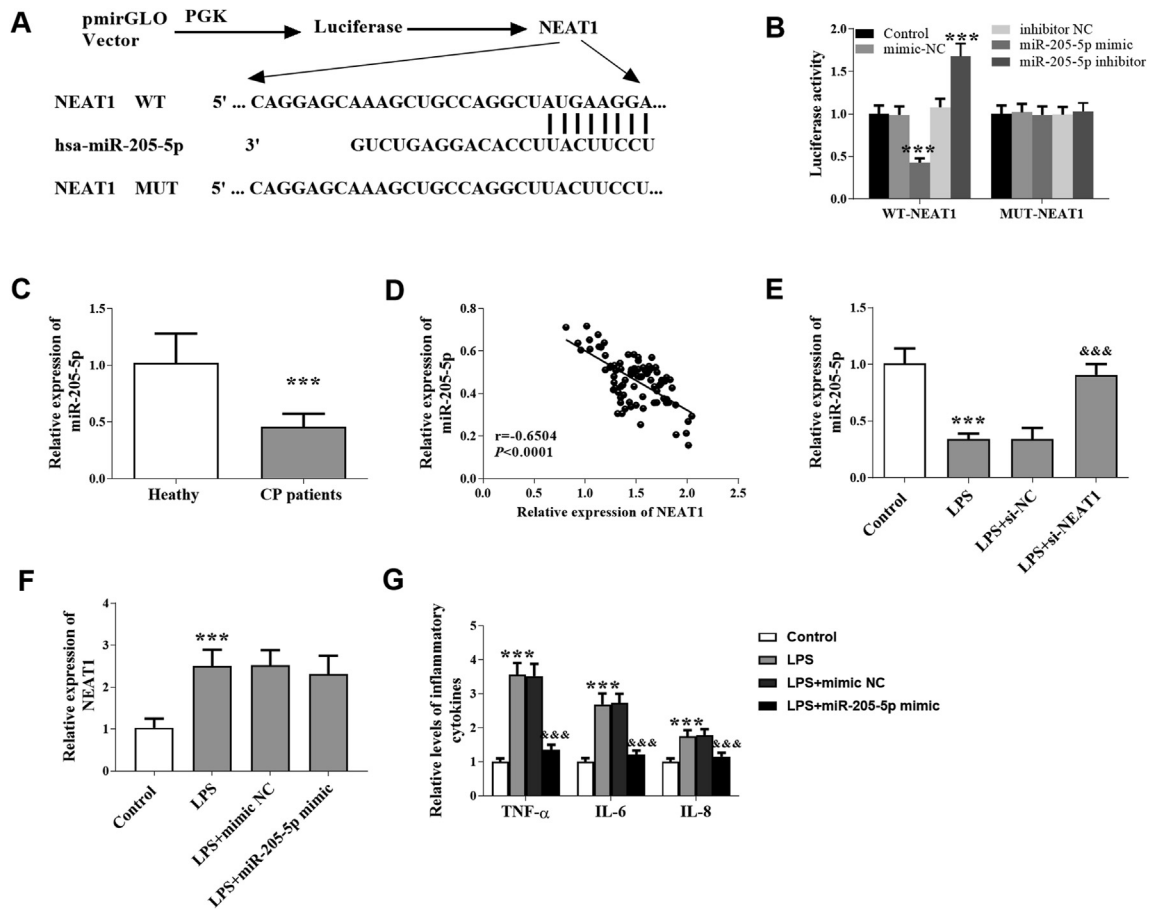 A
pmirGLO
Vector
PGK
Luciferase
NEAT1
NEAT1 WT 5' ... CAGGAGCAAAGCUGCCAGGCUAUGAAGGA...
hsa-miR-205-5p 3' GUCUGAGGACACCUUACUUCCU
NEAT1 MUT 5' ... CAGGAGCAAAGCUGCCAGGCUUACUUCCU...
B
Luciferase activity
2.0
1.5
1.0
0.5
0.0
Control
mimic-NC
inhibitor NC
miR-205-5p mimic
miR-205-5p inhibitor
***
***
WT-NEAT1
MUT-NEAT1
C
Relative expression of
miR-205-5p
1.5
1.0
0.5
0.0
***
Heathy
CP patients
D
Relative expression of
miR-205-5p
0.8
0.6
0.4
0.2
0.0
r=-0.6504
P<0.0001
0.0 0.5 1.0 1.5 2.0 2.5
Relative expression of NEAT1
E
Relative expression of
miR-205-5p
1.5
1.0
0.5
0.0
***
&&&
Control
LPS
LPS+si-NC
LPS+si-NEAT1
F
Relative expression of
NEAT1
4
3
2
1
0
***
Control
LPS
LPS+mimic NC
LPS+miR-205-5p mimic
G
Relative levels of inflammatory
cytokines
5
4
3
2
1
0
***
&&&
***
&&&
***
&&&
TNF-α
IL-6
IL-8
Control
LPS
LPS+mimic NC
LPS+miR-205-5p mimic